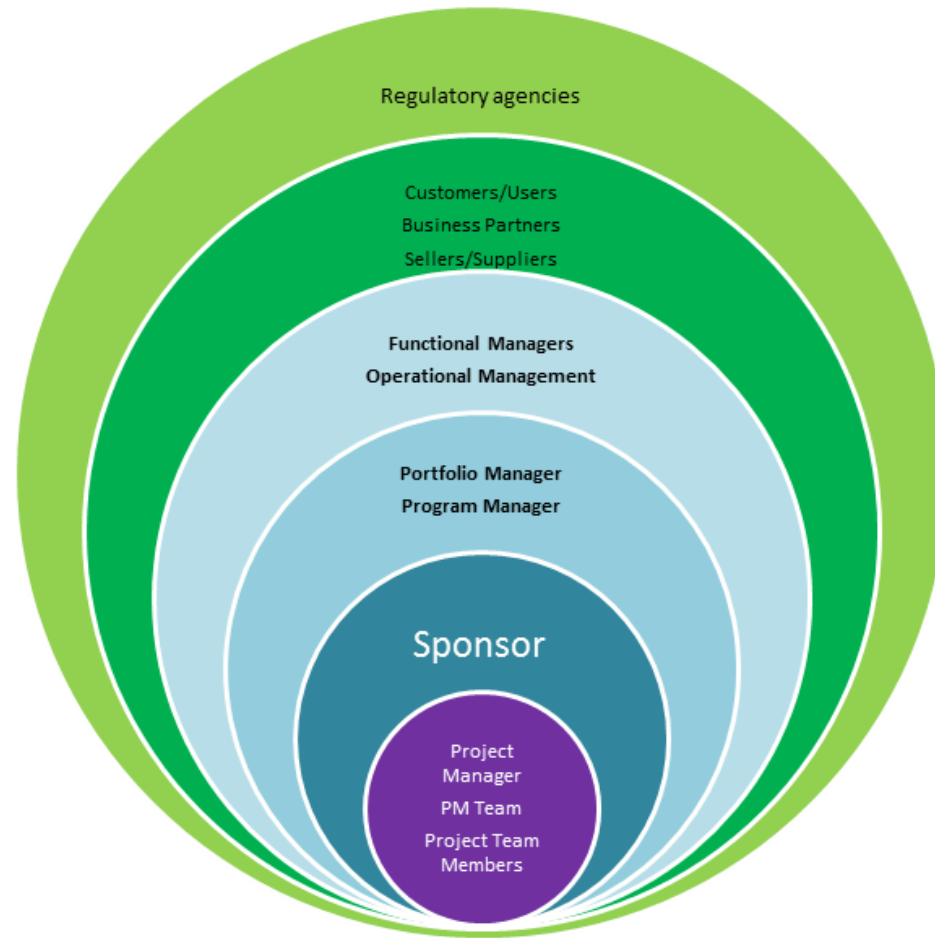 Regulatory agencies
Customers/Users
Business Partners
Sellers/Suppliers
Functional Managers
Operational Management
Portfolio Manager
Program Manager
Sponsor
Project
Manager
PM Team
Project Team
Members